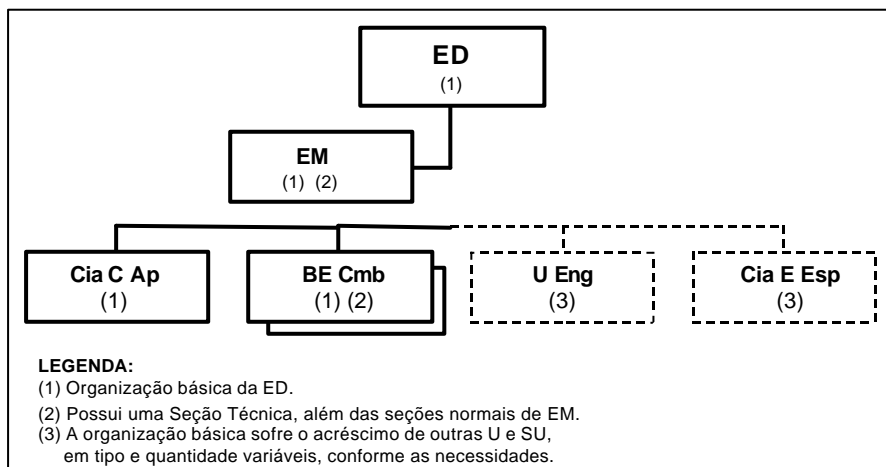 ED
(1)
EM
(1) (2)
Cia C Ap
(1)
BE Cmb
(1) (2)
U Eng
(3)
Cia E Esp
(3)
LEGENDA:
(1) Organização básica da ED.
(2) Possui uma Seção Técnica, além das seções normais de EM.
(3) A organização básica sofre o acréscimo de outras U e SU,
em tipo e quantidade variáveis, conforme as necessidades.